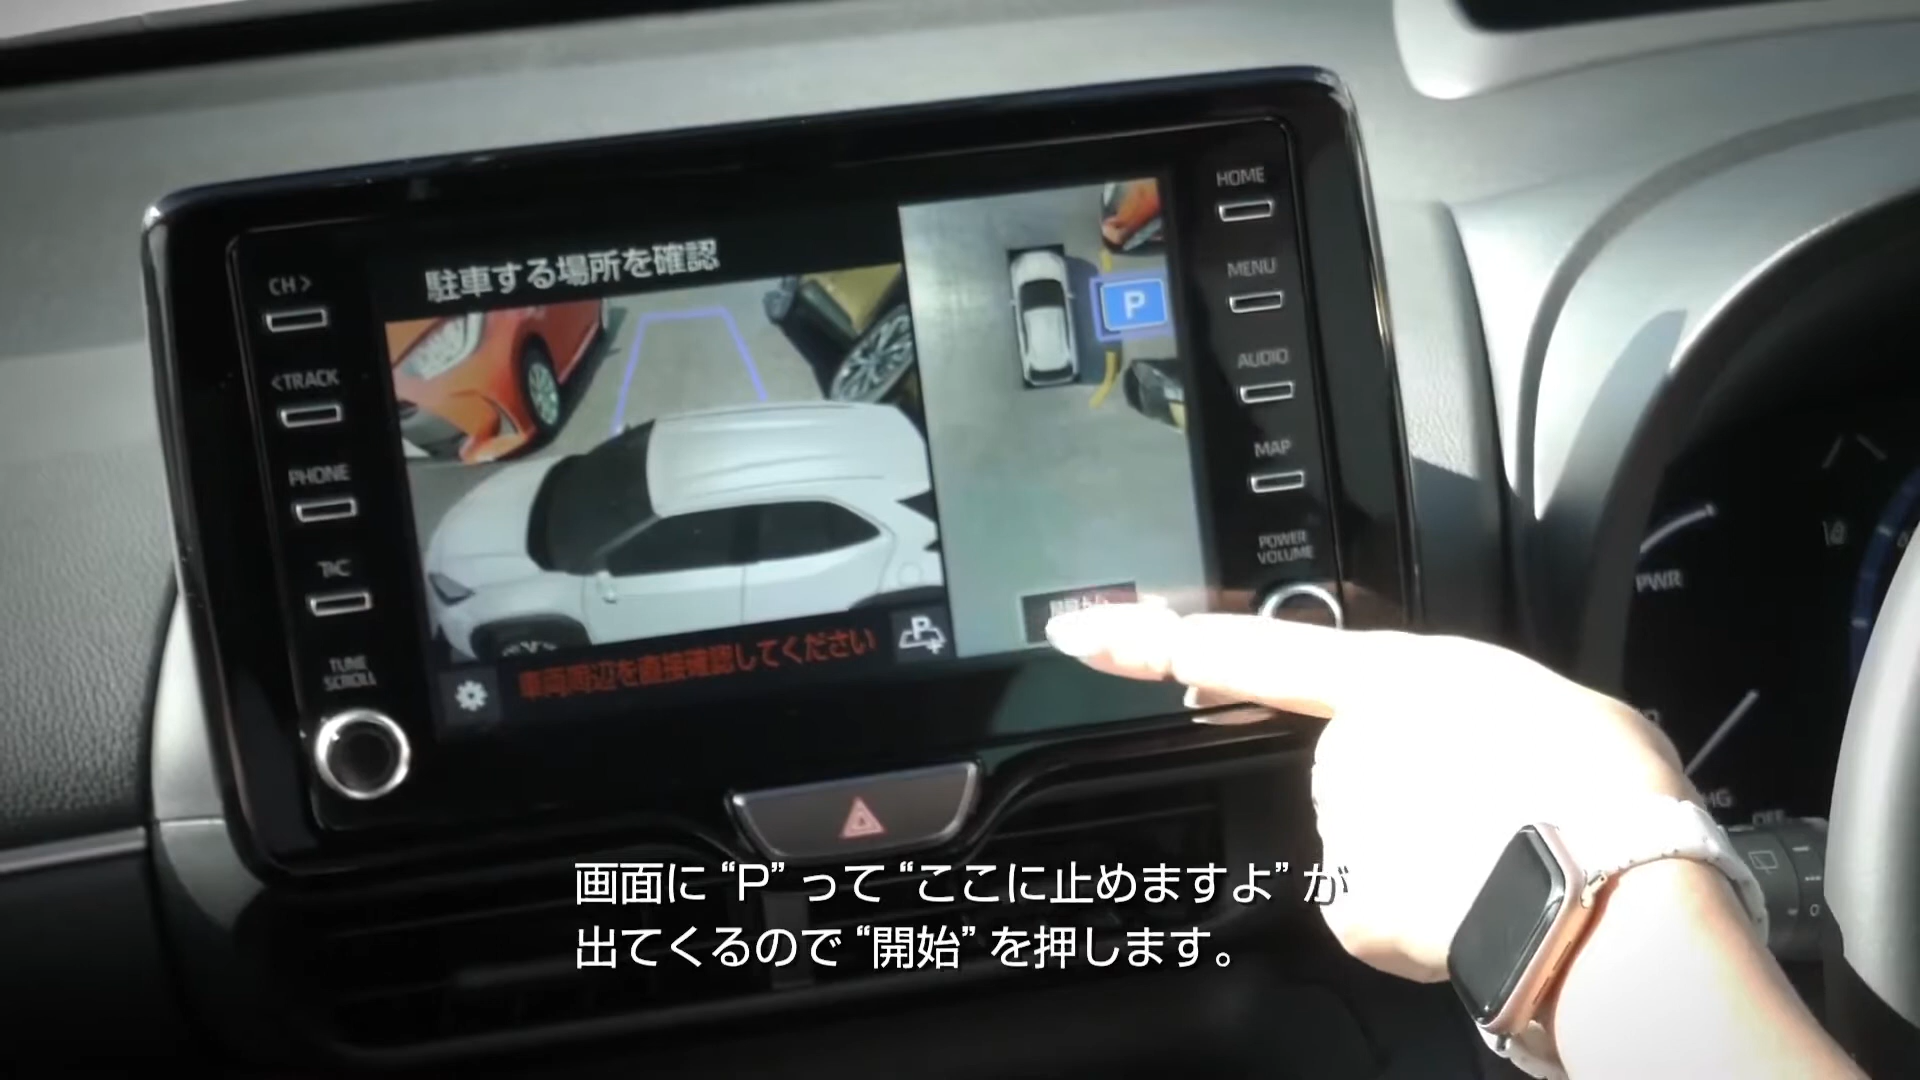 駐車する場所を確認
CH>
<TRACK
PHONE
T/C
TUNE
SCROLL
HOME
MENU
AUDIO
MAP
POWER
VOLUME
P
P
車両周辺を直接確認してください
PWR
OFF
画面に“P”って“ここに止めますよ”が
出てくるので“開始”を押します。